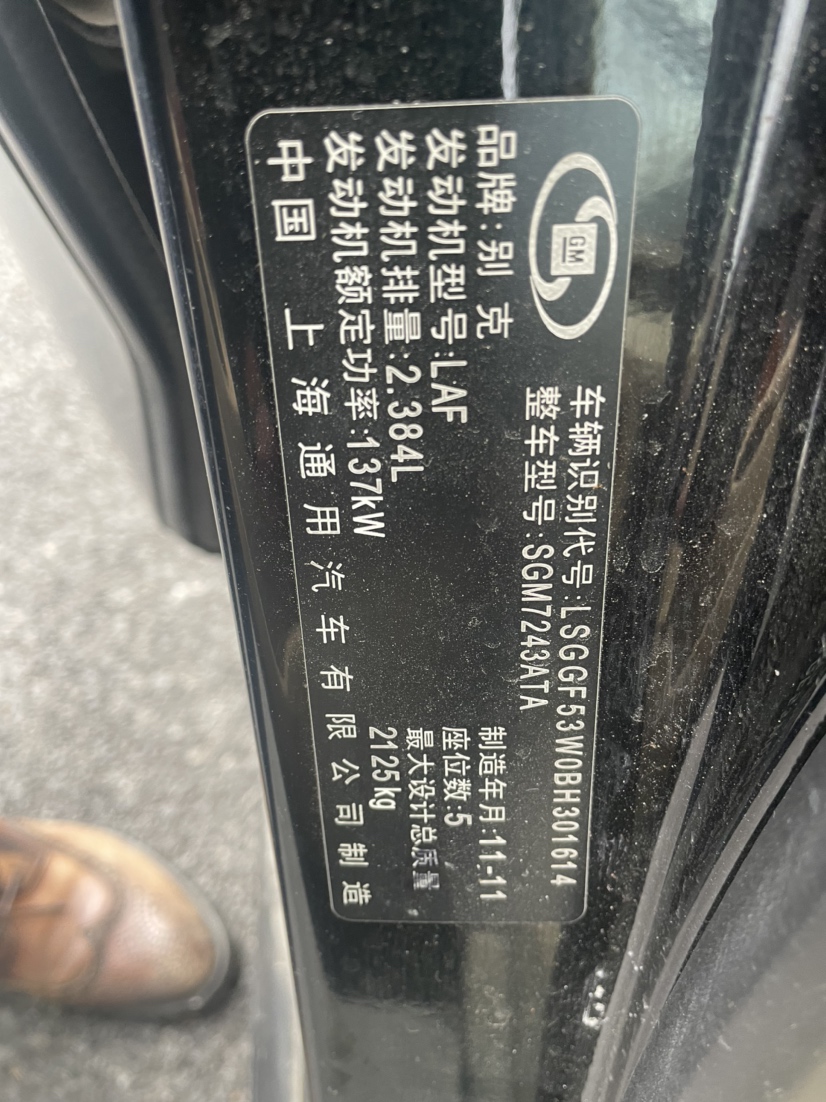 GM
车辆识别代号:LSGGF53W0BH301614
整车型号:SGM7243ATA
品牌:别克
发动机型号:LAF
发动机排量:2.384L
发动机额定功率:137kW
制造年月:11-11
座位数:5
最大设计总质量
2125kg
中国 上海通用汽车有限公司制造